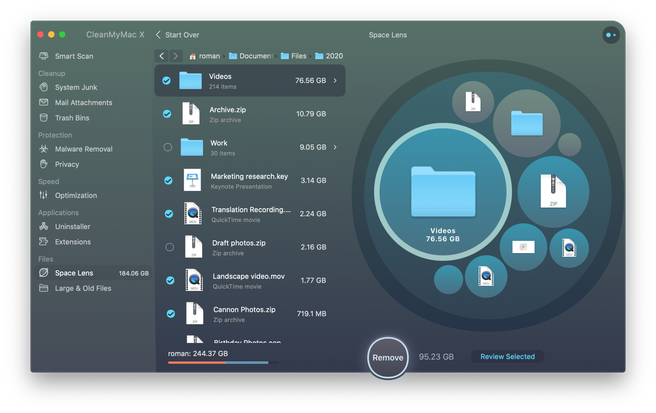 CleanMyMac X
Start Over
Space Lens
Smart Scan
Cleanup
System Junk
Mail Attachments
Trash Bins
Protection
Malware Removal
Privacy
Speed
Optimization
Applications
Uninstaller
Extensions
Files
Space Lens 184.06 GB
Large & Old Files
roman Documen Files 2020
Videos
214 items
76.56 GB
Archive.zip
Zip archive
10.79 GB
Work
30 items
9.05 GB
Marketing research.key
Keynote Presentation
3.14 GB
Translation Recording....
QuickTime movie
2.24 GB
Draft photos.zip
Zip archive
2.16 GB
Landscape video.mov
QuickTime movie
1.77 GB
Cannon Photos.zip
Zip archive
719.1 MB
roman: 244.37 GB
ZIP
Videos
76.56 GB
Remove
95.23 GB
Review Selected